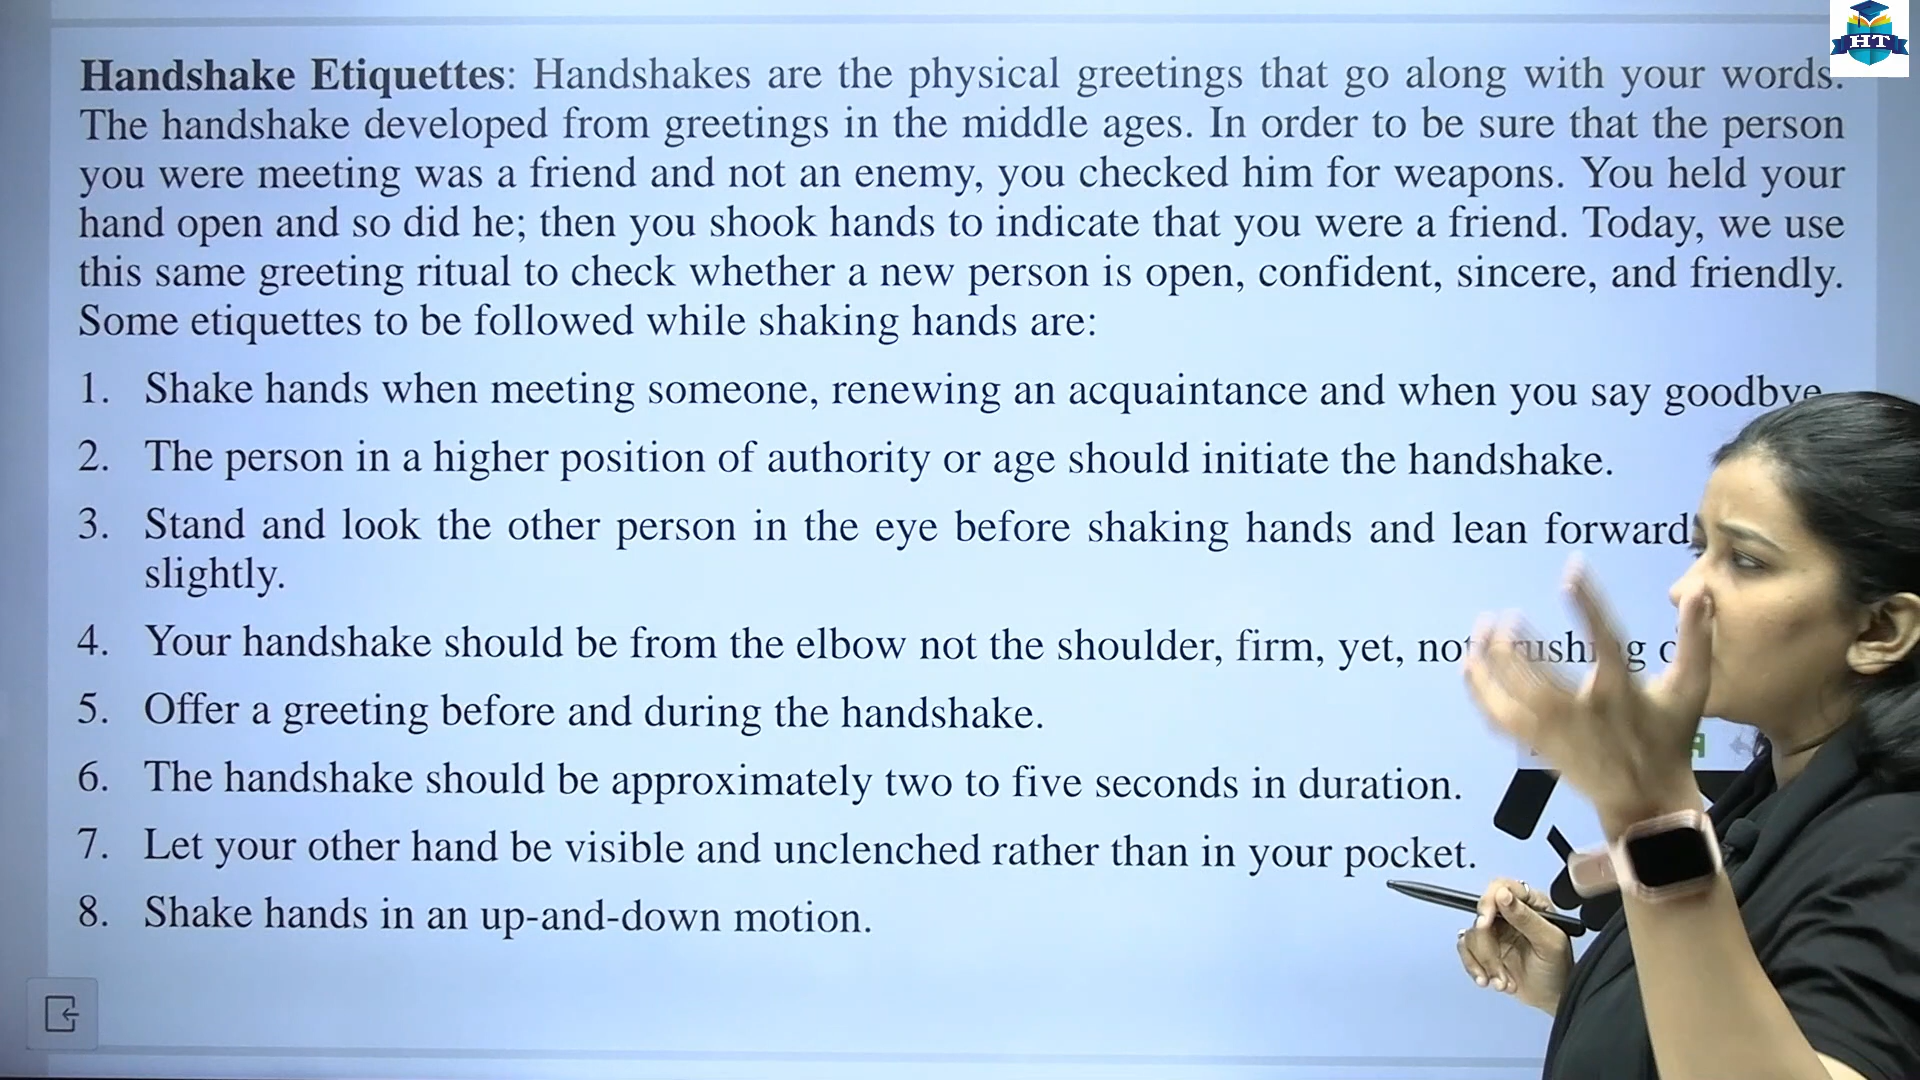 HT
Handshake Etiquettes: Handshakes are the physical greetings that go along with your words.
The handshake developed from greetings in the middle ages. In order to be sure that the person
you were meeting was a friend and not an enemy, you checked him for weapons. You held your
hand open and so did he; then you shook hands to indicate that you were a friend. Today, we use
this same greeting ritual to check whether a new person is open, confident, sincere, and friendly.
Some etiquettes to be followed while shaking hands are:
1. Shake hands when meeting someone, renewing an acquaintance and when you say goodbye
2. The person in a higher position of authority or age should initiate the handshake.
3. Stand and look the other person in the eye before shaking hands and lean forward
slightly.
4. Your handshake should be from the elbow not the shoulder, firm, yet, not
5. Offer a greeting before and during the handshake.
6. The handshake should be approximately two to five seconds in duration.
7. Let your other hand be visible and unclenched rather than in your pocket.
8. Shake hands in an up-and-down motion.